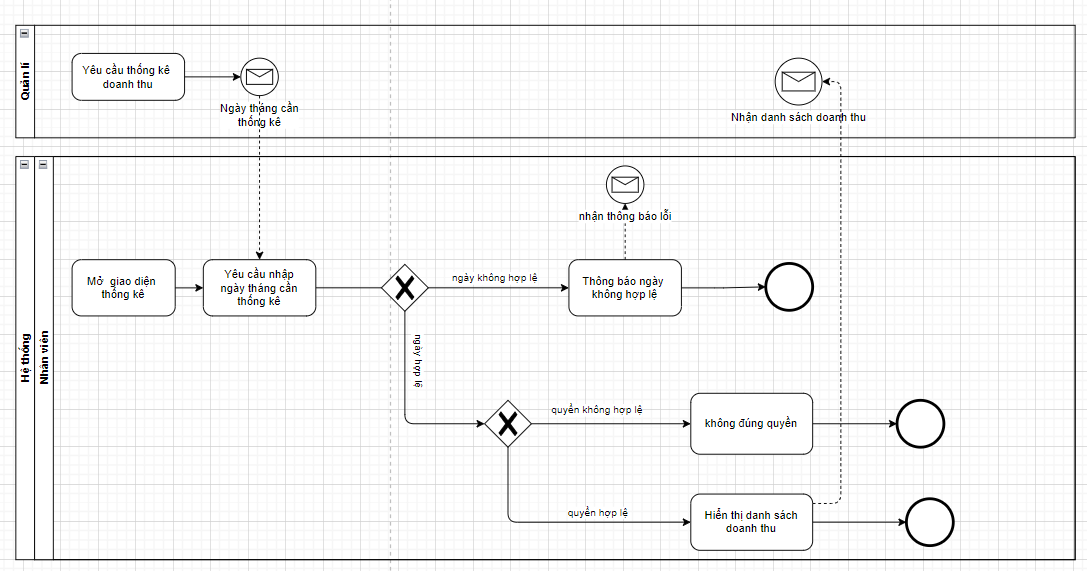 Quản lí
Yêu cầu thống kê
doanh thu
Ngày tháng cần
thống kê
Nhận danh sách doanh thu
Hệ thống
Nhân viên
nhận thông báo lỗi
Mở giao diện
thống kê
Yêu cầu nhập
ngày tháng cần
thống kê
ngày không hợp lệ
Thông báo ngày
không hợp lệ
ngày hợp lệ
quyền không hợp lệ
không đúng quyền
quyền hợp lệ
Hiển thị danh sách
doanh thu